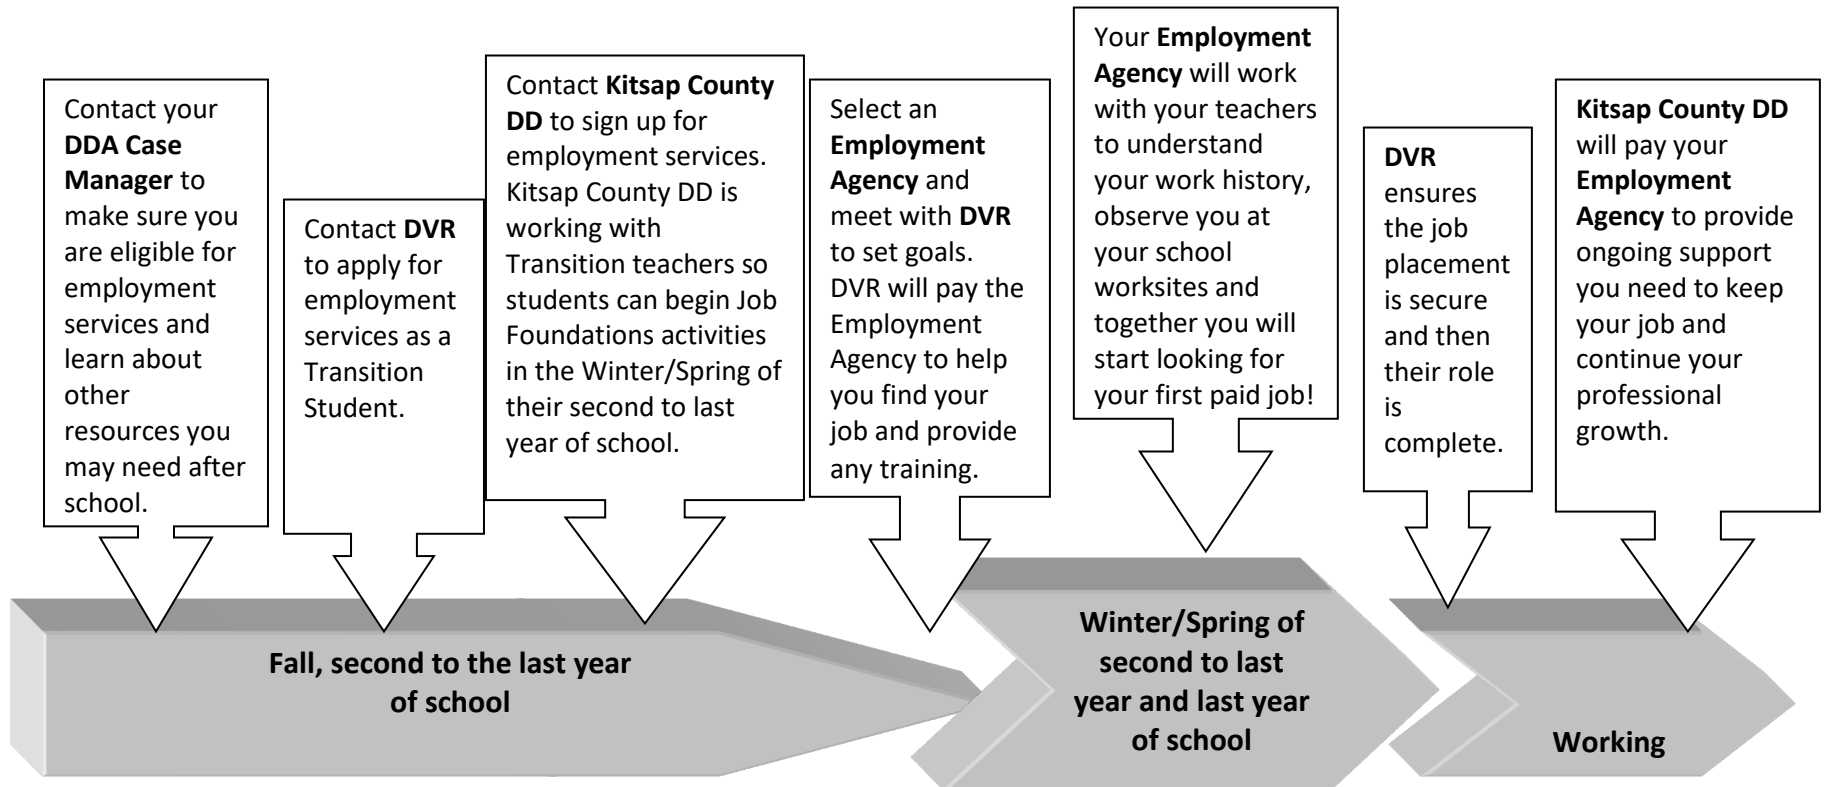 Contact your
DDA Case
Manager to
make sure you
are eligible for
employment
services and
learn about
other
resources you
may need after
school.
Contact DVR
to apply for
employment
services as a
Transition
Student.
Contact Kitsap County
DD to sign up for
employment services.
Kitsap County DD is
working with
Transition teachers so
students can begin Job
Foundations activities
in the Winter/Spring of
their second to last
year of school.
Select an
Employment
Agency and
meet with DVR
to set goals.
DVR will pay the
Employment
Agency to help
you find your
job and provide
any training.
Your Employment
Agency will work
with your teachers
to understand
your work history,
observe you at
your school
worksites and
together you will
start looking for
your first paid job!
DVR
ensures
the job
placement
is secure
and then
their role
is
complete.
Kitsap County DD
will pay your
Employment
Agency to provide
ongoing support
you need to keep
your job and
continue your
professional
growth.
Fall, second to the last year
of school
Winter/Spring of
second to last
year and last year
of school
Working